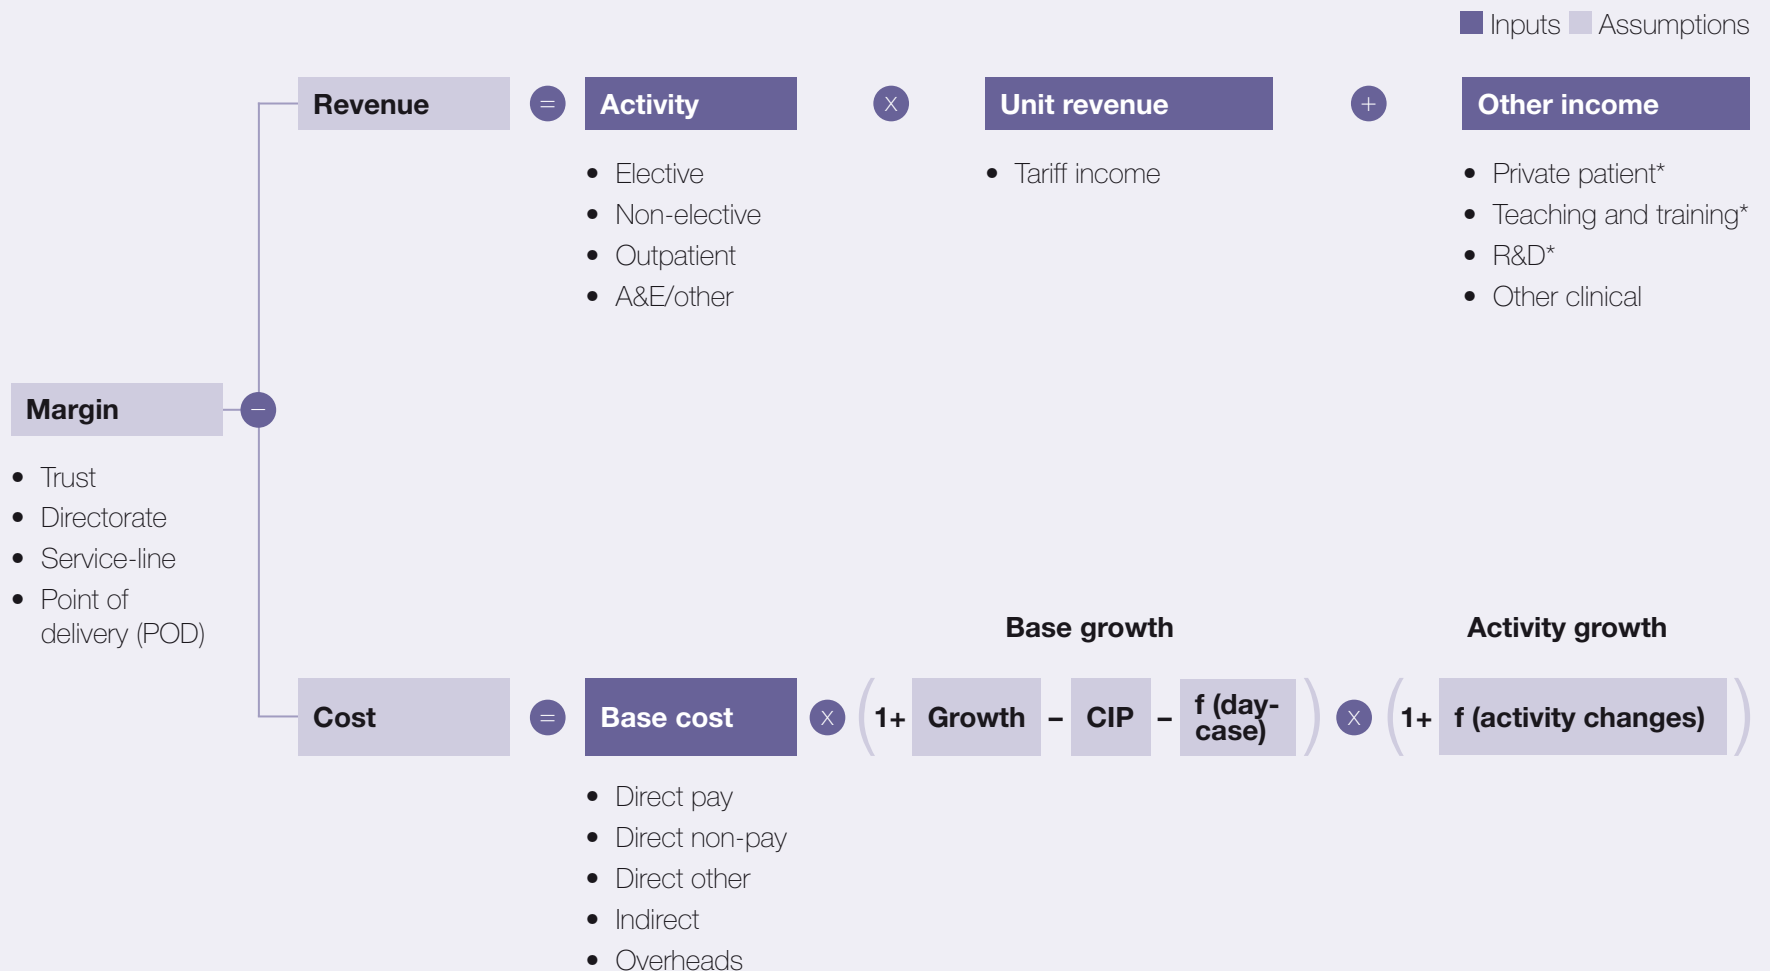 Inputs Assumptions
Revenue = Activity x Unit revenue + Other income
• Elective
• Non-elective
• Outpatient
• A&E/other
• Tariff income
• Private patient*
• Teaching and training*
• R&D*
• Other clinical
Margin –
• Trust
• Directorate
• Service-line
• Point of
delivery (POD)
Base growth
Activity growth
Cost = Base cost x (1+ Growth – CIP – f (day-
case)) x (1+ f (activity changes))
• Direct pay
• Direct non-pay
• Direct other
• Indirect
• Overheads